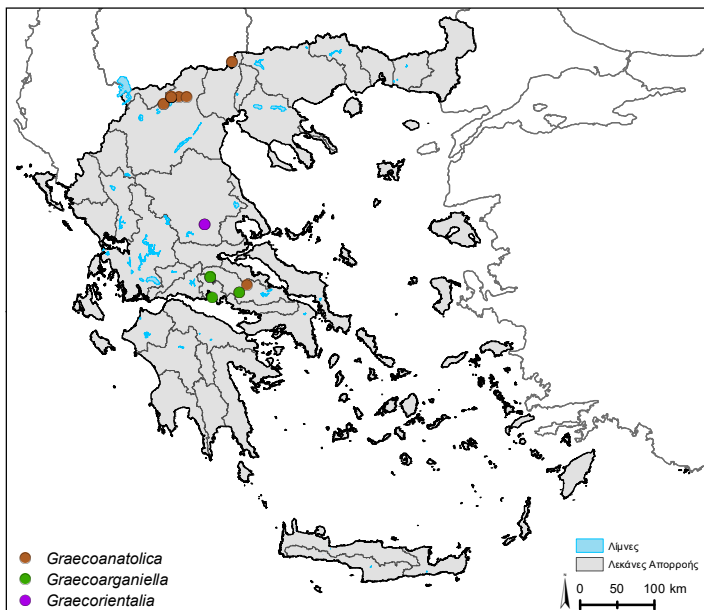 Graecoanatolica
Graecoarganiella
Graecorientalia
Λίμνες
Λεκάνες Απορροής
0 50 100 km